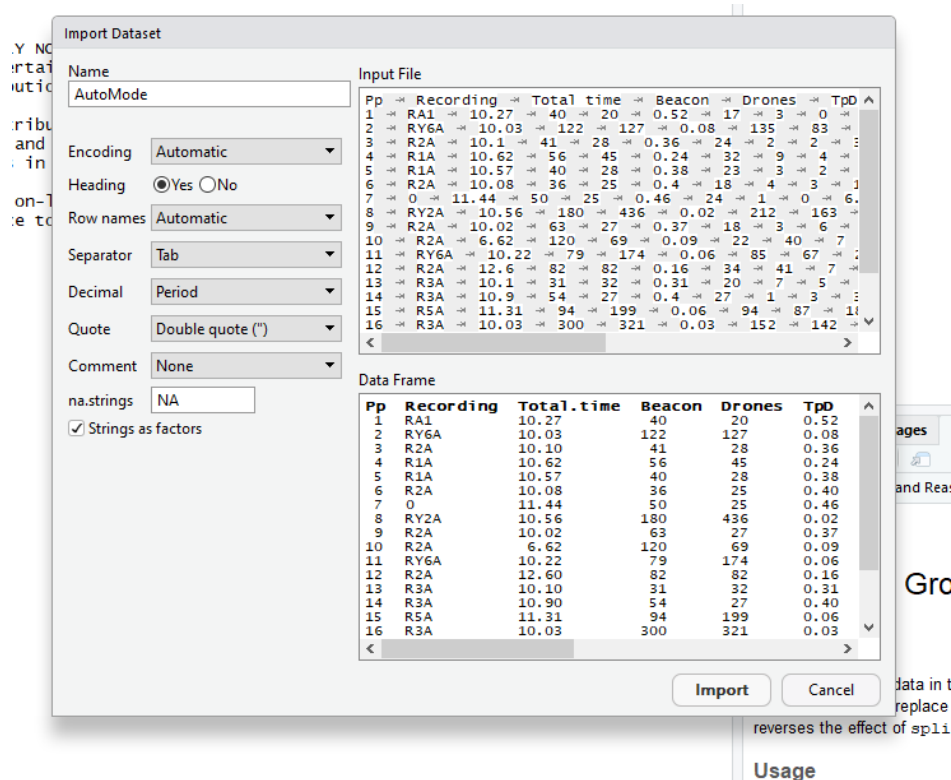 Import Dataset
Name
AutoMode
Encoding Automatic
Heading Yes No
Row names Automatic
Separator Tab
Decimal Period
Quote Double quote (")
Comment None
na.strings NA
Strings as factors
Input File
Pp → Recording → Total time → Beacon → Drones → TpD
1 → RA1 → 10.27 → 40 → 20 → 0.52 → 17 → 3 → 0 →
2 → RY6A → 10.03 → 122 → 127 → 0.08 → 135 → 83 →
3 → R2A → 10.1 → 41 → 28 → 0.36 → 24 → 2 → 2 →
4 → R1A → 10.62 → 56 → 45 → 0.24 → 32 → 9 → 4 →
5 → R1A → 10.57 → 40 → 28 → 0.38 → 23 → 3 → 2 →
6 → R2A → 10.08 → 36 → 25 → 0.4 → 18 → 4 → 3 → 1
7 → 0 → 11.44 → 50 → 25 → 0.46 → 24 → 1 → 0 → 6.
8 → RY2A → 10.56 → 180 → 436 → 0.02 → 212 → 163 →
9 → R2A → 10.02 → 63 → 27 → 0.37 → 18 → 3 → 6 →
10 → R2A → 6.62 → 120 → 69 → 0.09 → 22 → 40 → 7
11 → RY6A → 10.22 → 79 → 174 → 0.06 → 85 → 67 →
12 → R2A → 12.6 → 82 → 82 → 0.16 → 34 → 41 → 7 →
13 → R3A → 10.1 → 31 → 32 → 0.31 → 20 → 7 → 5 →
14 → R3A → 10.9 → 54 → 27 → 0.4 → 27 → 1 → 3 →
15 → R5A → 11.31 → 94 → 199 → 0.06 → 94 → 87 →
16 → R3A → 10.03 → 300 → 321 → 0.03 → 152 → 142 →
Data Frame
Pp Recording Total.time Beacon Drones TpD
1 RA1 10.27 40 20 0.52
2 RY6A 10.03 122 127 0.08
3 R2A 10.10 41 28 0.36
4 R1A 10.62 56 45 0.24
5 R1A 10.57 40 28 0.38
6 R2A 10.08 36 25 0.40
7 0 11.44 50 25 0.46
8 RY2A 10.56 180 436 0.02
9 R2A 10.02 63 27 0.37
10 R2A 6.62 120 69 0.09
11 RY6A 10.22 79 174 0.06
12 R2A 12.60 82 82 0.16
13 R3A 10.10 31 32 0.31
14 R3A 10.90 54 27 0.40
15 R5A 11.31 94 199 0.06
16 R3A 10.03 300 321 0.03
Import Cancel
ages
and Reas
Gro
data in t
replace
reverses the effect of spli
Usage